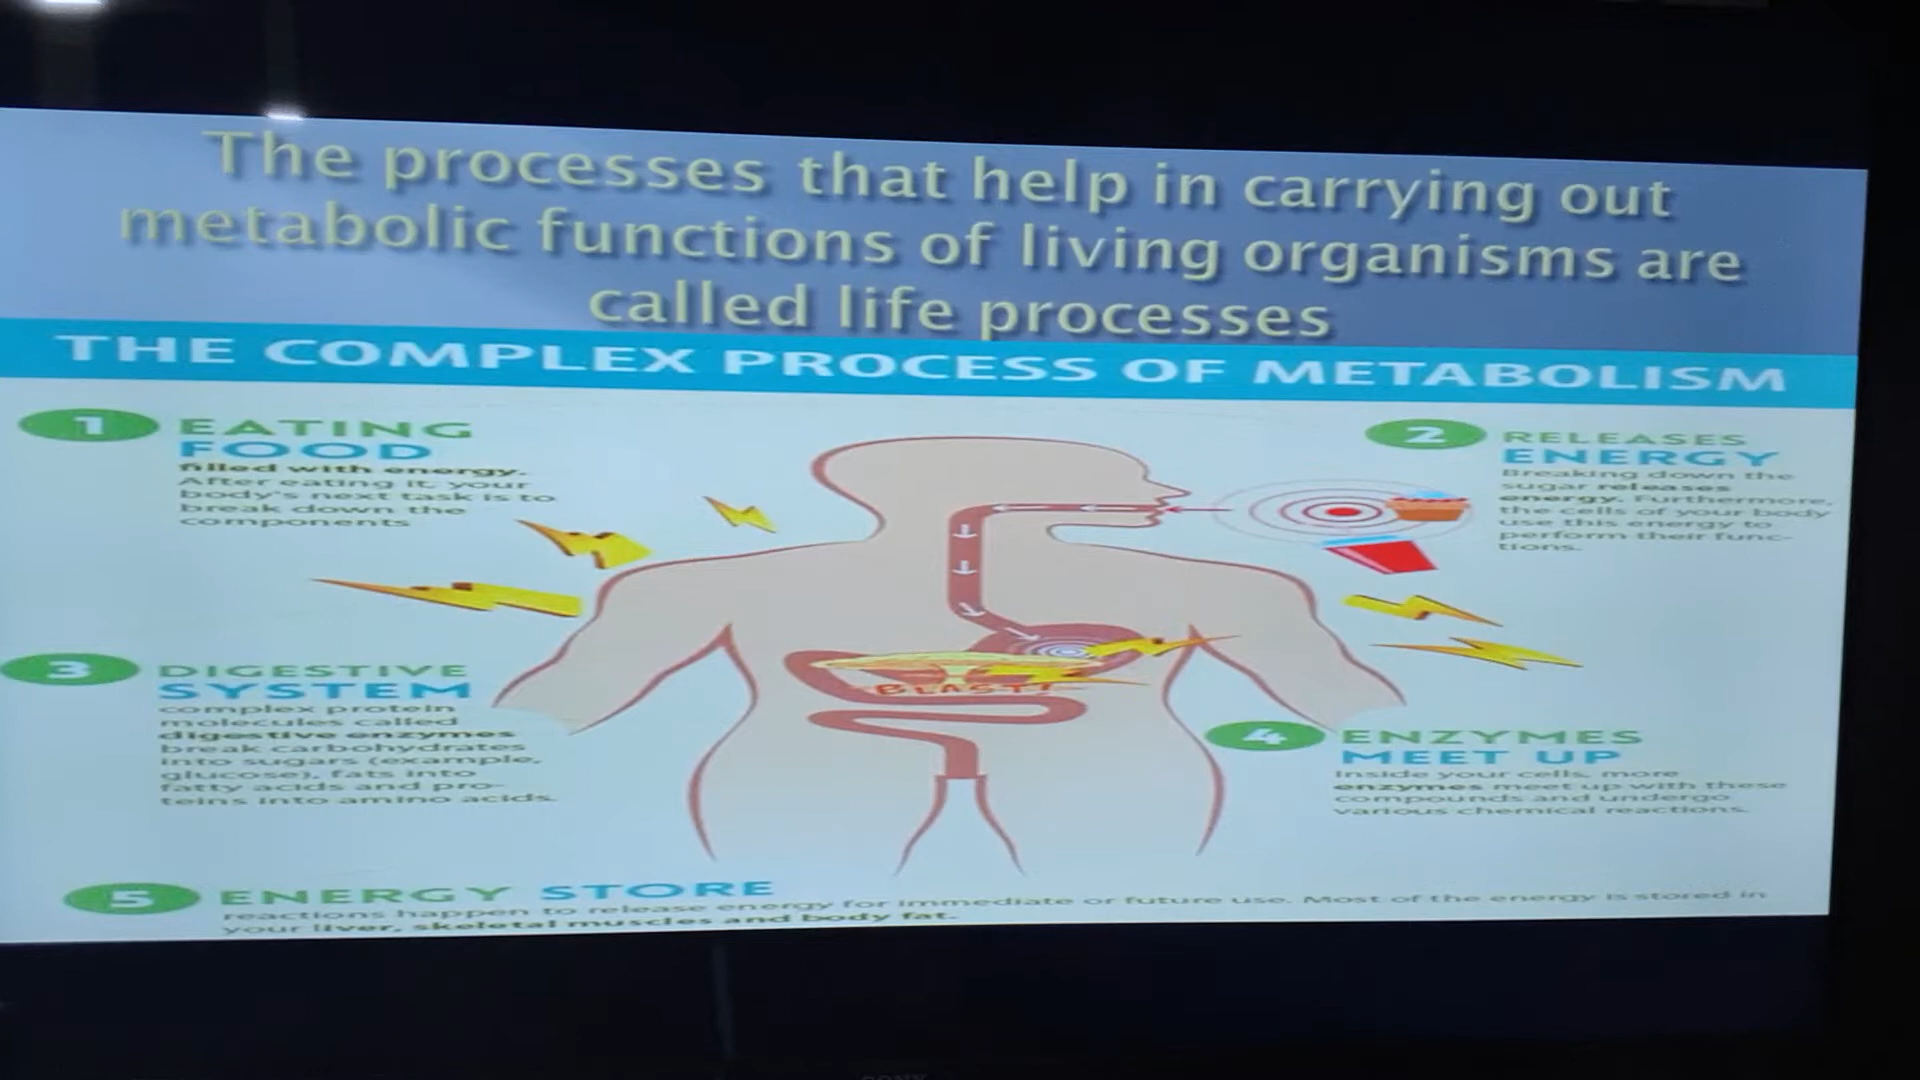 The processes that help in carrying out
metabolic functions of living organisms are
called life processes
THE COMPLEX PROCESS OF METABOLISM
1 EATING
FOOD
filled with energy.
After eating it, your
body's next task is to
break down the
components
2 RELEASES
ENERGY
Breaking down the
sugar releases
energy. Furthermore,
the cells of your body
use this energy to
perform their func-
tions.
BLAST!
3 DIGESTIVE
SYSTEM
complex protein
molecules called
digestive enzymes
break carbohydrates
into sugars (example,
glucose), fats into
fatty acids and pro-
teins into amino acids.
4 ENZYMES
MEET UP
Inside your cells, more
enzymes meet up with these
compounds and undergo
various chemical reactions.
5 ENERGY STORE
reactions happen to release energy for immediate or future use. Most of the energy is stored in
your liver, skeletal muscles and body fat.